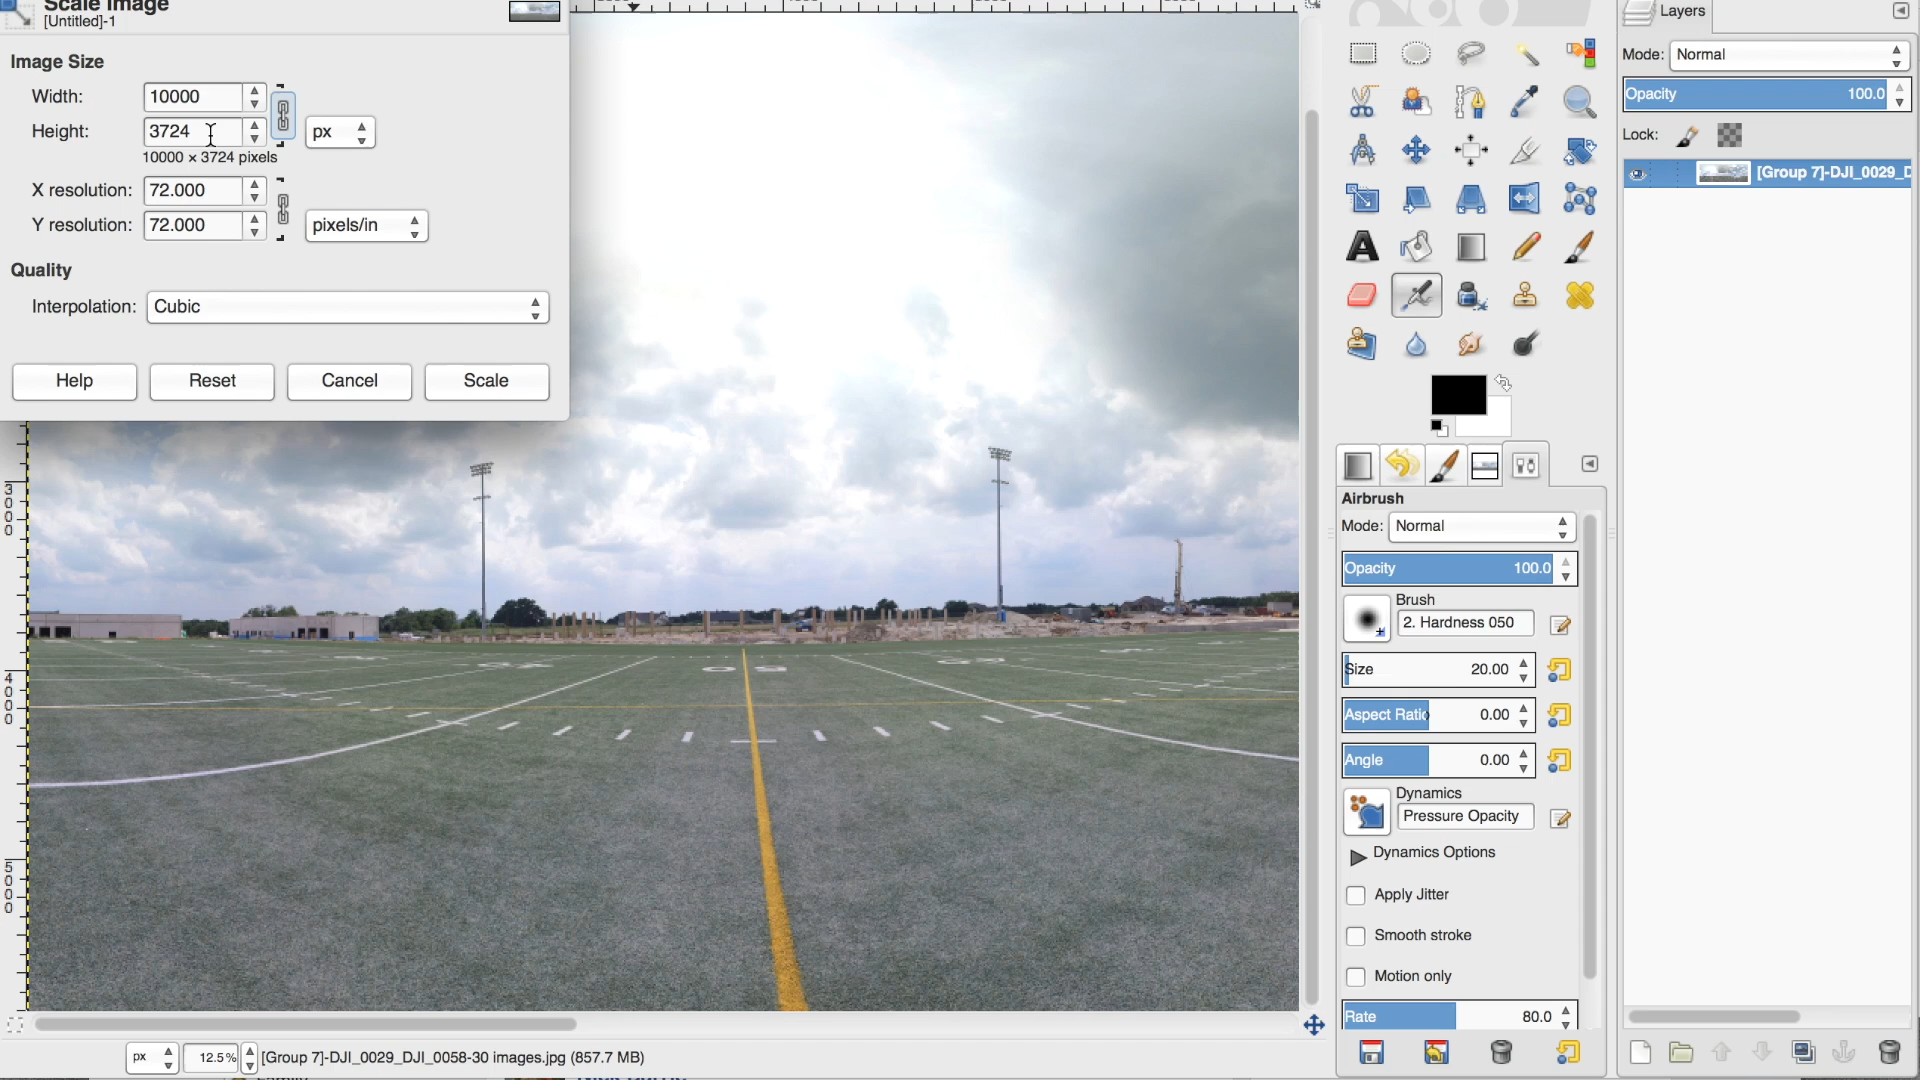 Scale Image
[Untitled]-1
Image Size
Width: 10000
Height: 3724 px
10000 × 3724 pixels
X resolution: 72.000
Y resolution: 72.000 pixels/in
Quality
Interpolation: Cubic
Help Reset Cancel Scale
3000
4000
5000
50
px 12.5% [Group 7]-DJI_0029_DJI_0058-30 images.jpg (857.7 MB)
Airbrush
Mode: Normal
Opacity 100.0
Brush
2. Hardness 050
Size 20.00
Aspect Ratio 0.00
Angle 0.00
Dynamics
Pressure Opacity
Dynamics Options
Apply Jitter
Smooth stroke
Motion only
Rate 80.0
Layers
Mode: Normal
Opacity 100.0
Lock:
[Group 7]-DJI_0029_D